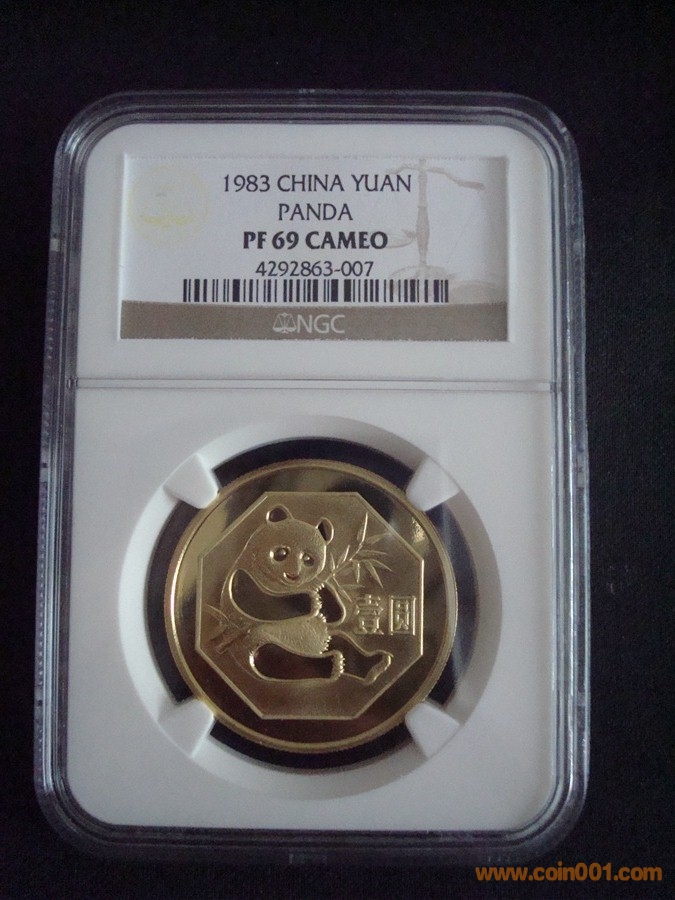 1983 CHINA YUAN
PANDA
PF 69 CAMEO
4292863-007
NGC
壹圆
www.coin001.com